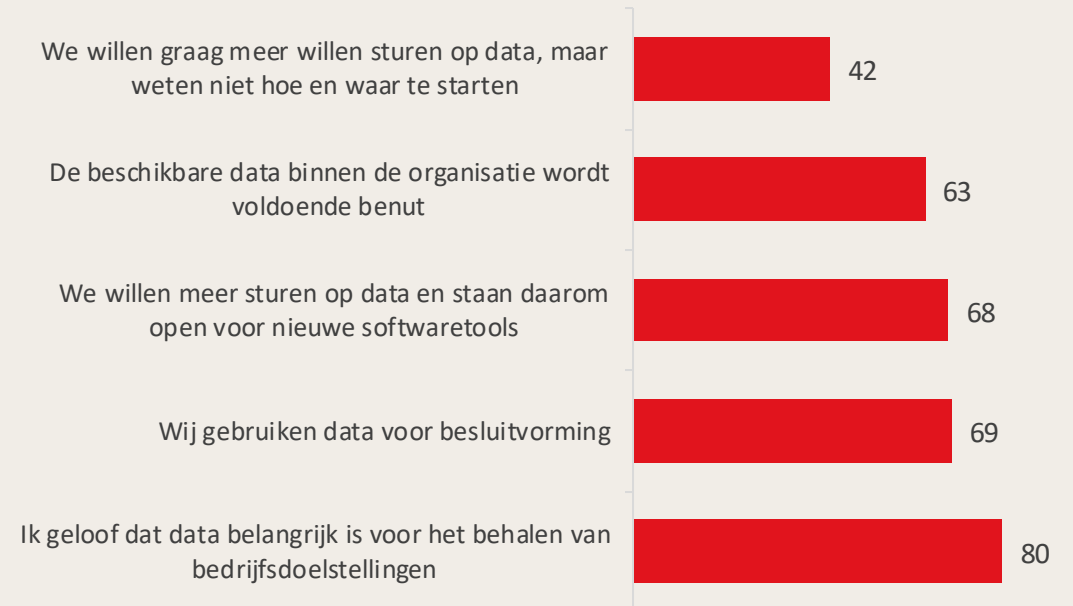 We willen graag meer willen sturen op data, maar
weten niet hoe en waar te starten
42
De beschikbare data binnen de organisatie wordt
voldoende benut
63
We willen meer sturen op data en staan daarom
open voor nieuwe softwaretools
68
Wij gebruiken data voor besluitvorming
69
Ik geloof dat data belangrijk is voor het behalen van
bedrijfsdoelstellingen
80